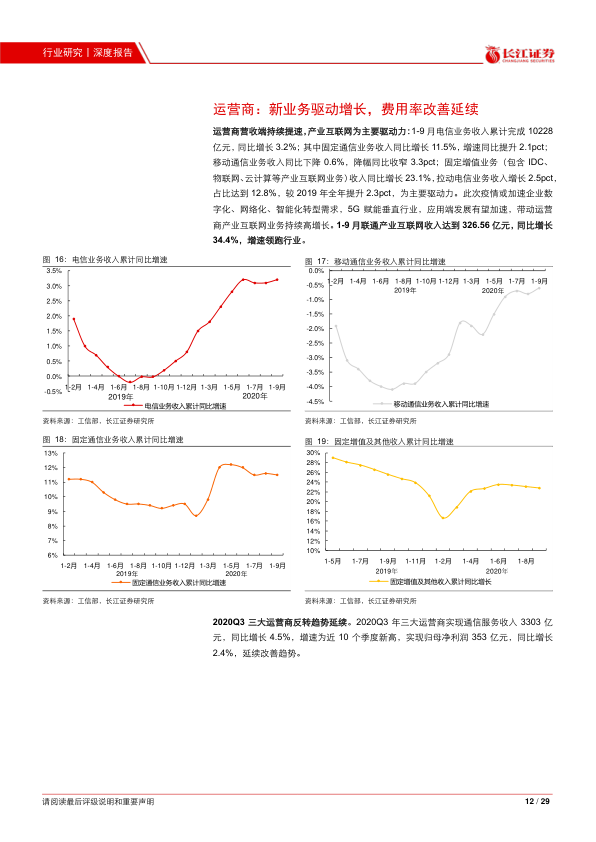 行业研究丨深度报告
长江证券
CHANGJIANG SECURITIES
运营商：新业务驱动增长，费用率改善延续
运营商营收端持续提速，产业互联网为主要驱动力：1-9 月电信业务收入累计完成 10228
亿元，同比增长 3.2%；其中固定通信业务收入同比增长 11.5%，增速同比提升 2.1pct；
移动通信业务收入同比下降 0.6%，降幅同比收窄 3.3pct；固定增值业务（包含 IDC、
物联网、云计算等产业互联网业务）收入同比增长 23.1%，拉动电信业务收入增长 2.5pct，
占比达到 12.8%，较 2019 年全年提升 2.3pct，为主要驱动力。此次疫情或加速企业数
字化、网络化、智能化转型需求，5G 赋能垂直行业，应用端发展有望加速，带动运营
商产业互联网业务持续高增长。1-9 月联通产业互联网收入达到 326.56 亿元，同比增长
34.4%，增速领跑行业。
图 16：电信业务收入累计同比增速
3.5%
3.0%
2.5%
2.0%
1.5%
1.0%
0.5%
0.0%
-0.5%
1-2月 1-4月 1-6月 1-8月 1-10月 1-12月 1-3月 1-5月 1-7月 1-9月
2019年 2020年
电信业务收入累计同比增速
资料来源：工信部，长江证券研究所
图 17：移动通信业务收入累计同比增速
0.0%
-0.5%
-1.0%
-1.5%
-2.0%
-2.5%
-3.0%
-3.5%
-4.0%
-4.5%
1-2月 1-4月 1-6月 1-8月 1-10月 1-12月 1-3月 1-5月 1-7月 1-9月
2019年 2020年
移动通信业务收入累计同比增速
资料来源：工信部，长江证券研究所
图 18：固定通信业务收入累计同比增速
13%
12%
11%
10%
9%
8%
7%
6%
1-2月 1-4月 1-6月 1-8月 1-10月 1-12月 1-3月 1-5月 1-7月 1-9月
2019年 2020年
固定通信业务收入累计同比增速
资料来源：工信部，长江证券研究所
图 19：固定增值及其他收入累计同比增速
30%
28%
26%
24%
22%
20%
18%
16%
14%
12%
10%
1-5月 1-7月 1-9月 1-11月 1-2月 1-4月 1-6月 1-8月
2019年 2020年
固定增值及其他收入累计同比增长
资料来源：工信部，长江证券研究所
2020Q3 三大运营商反转趋势延续。2020Q3 年三大运营商实现通信服务收入 3303 亿
元，同比增长 4.5%，增速为近 10 个季度新高，实现归母净利润 353 亿元，同比增长
2.4%，延续改善趋势。
请阅读最后评级说明和重要声明
12 / 29